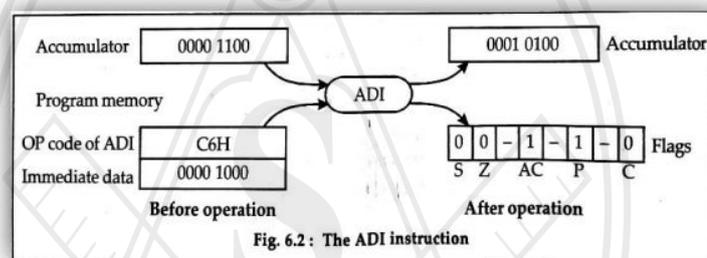 Accumulator 0000 1100 0001 0100 Accumulator
ADI
Program memory
OP code of ADI C6H 0 0 - 1 - 1 - 0 Flags
S Z AC P C
Immediate data 0000 1000
Before operation After operation
Fig. 6.2 : The ADI instruction